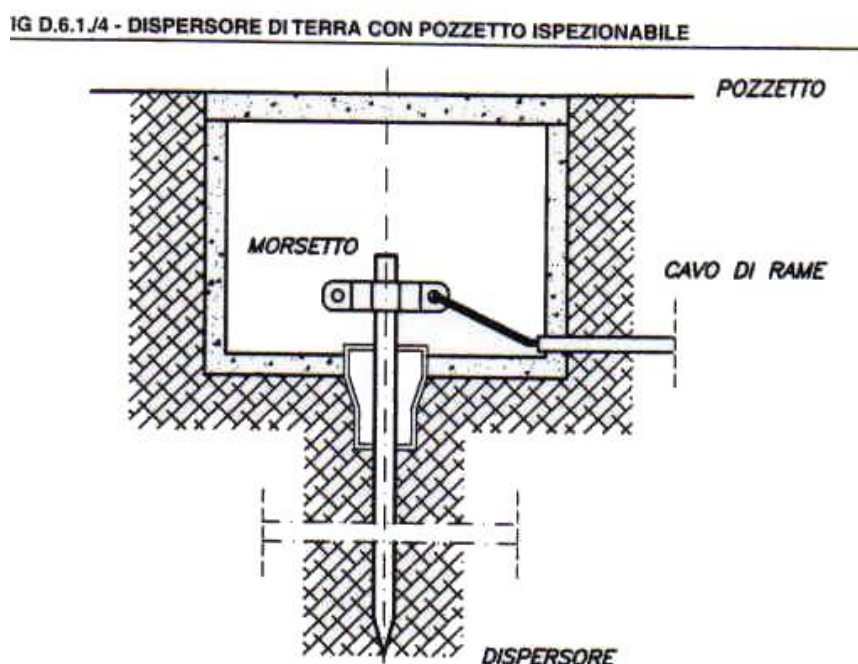 IG D.6.1./4 - DISPERSORE DI TERRA CON POZZETTO ISPEZIONABILE
POZZETTO
MORSETTO
CAVO DI RAME
DISPERSORE